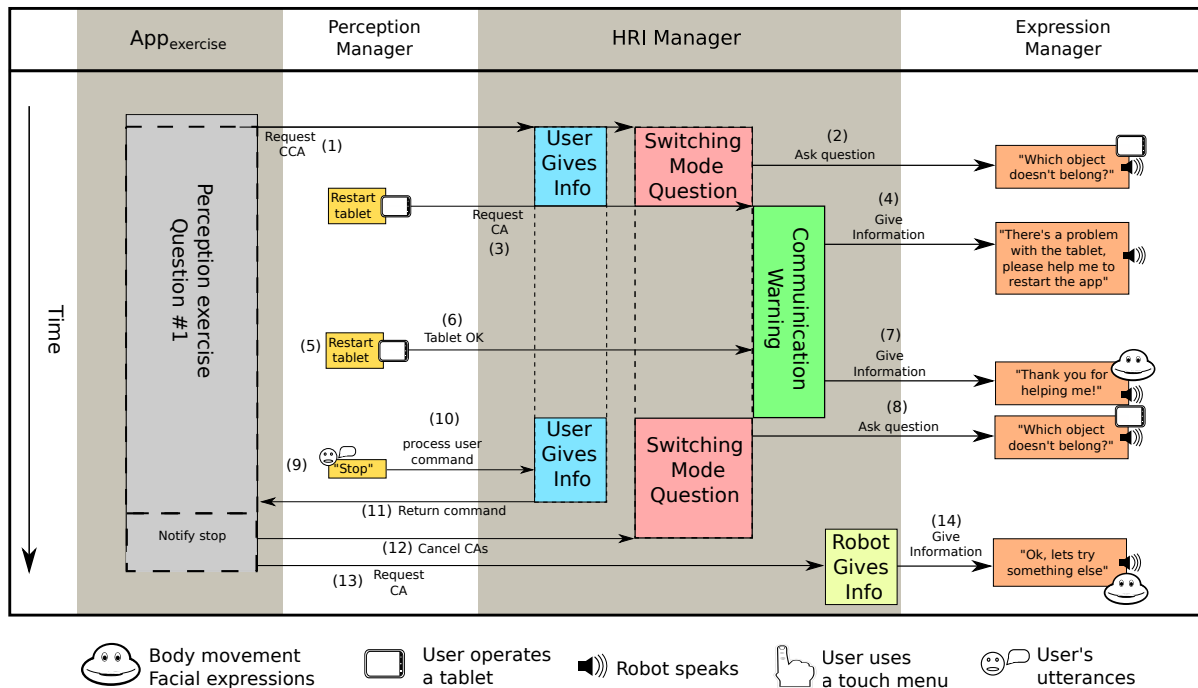 App exercise
Perception
Manager
HRI Manager
Expression
Manager
Time
Perception exercise
Question #1
Notify stop
Request
CCA
(1)
User
Gives
Info
Switching
Mode
Question
(2)
Ask question
"Which object
doesn't belong?"
Restart
tablet
Request
CA
(3)
Commuinication
Warning
(4)
Give
Information
"There's a problem
with the tablet,
please help me to
restart the app"
(5)
Restart
tablet
(6)
Tablet OK
(7)
Give
Information
"Thank you for
helping me!"
(8)
Ask question
"Which object
doesn't belong?"
(9)
"Stop"
(10)
process user
command
User
Gives
Info
Switching
Mode
Question
(11) Return command
(12) Cancel CAs
(13) Request
CA
Robot
Gives
Info
(14)
Give
Information
"Ok, lets try
something else"
Body movement
Facial expressions
User operates
a tablet
Robot speaks
User uses
a touch menu
User's
utterances